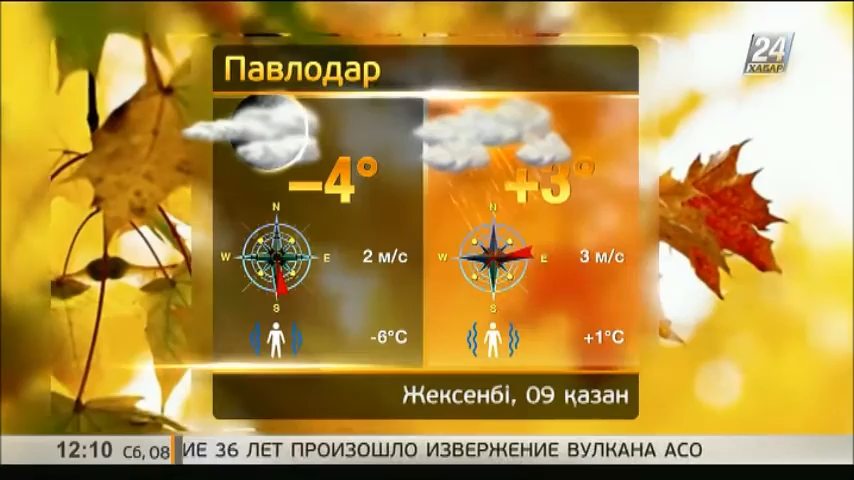 Павлодар
24
ХАБАР
–4°
+3°
N
W
E
S
2 м/с
N
W
E
S
3 м/с
-6°C
+1°C
Жексенбі, 09 қазан
12:10 Сб, 08
ИЕ 36 ЛЕТ ПРОИЗОШЛО ИЗВЕРЖЕНИЕ ВУЛКАНА АСО